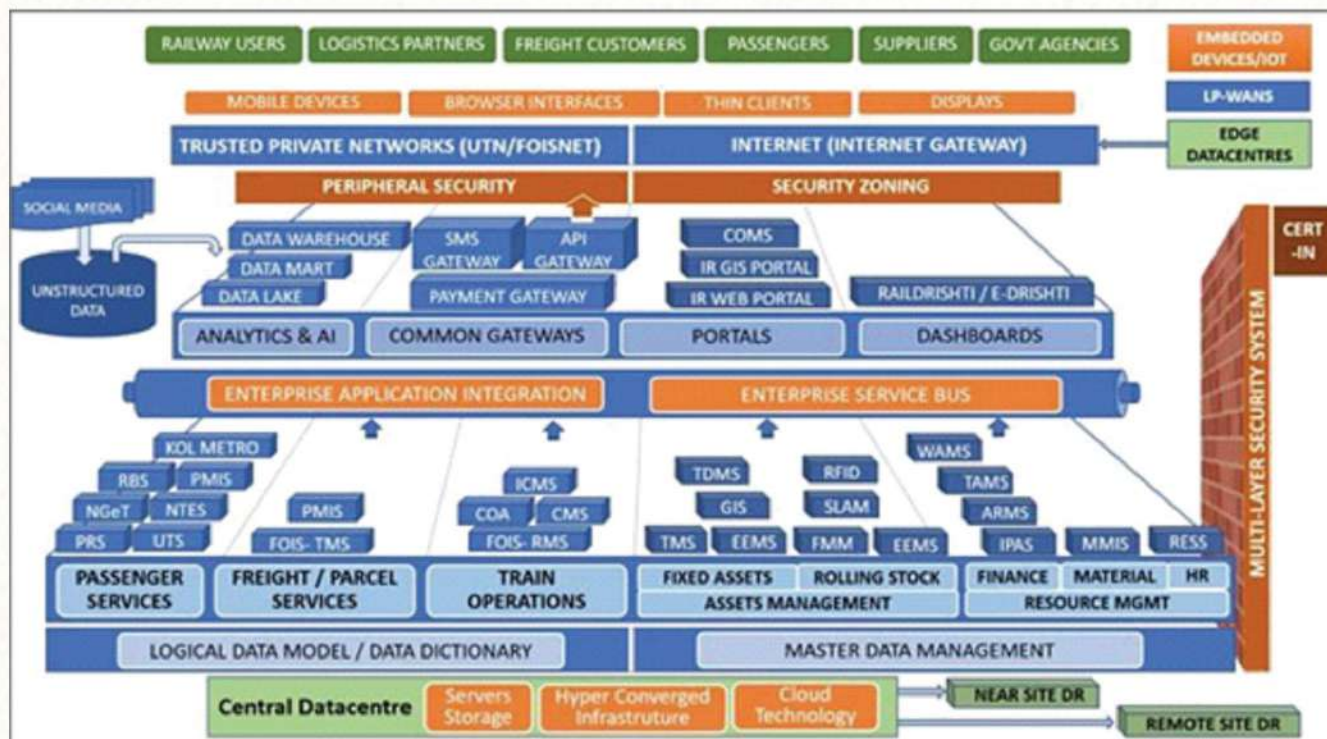 RAILWAY USERS
LOGISTICS PARTNERS
FREIGHT CUSTOMERS
PASSENGERS
SUPPLIERS
GOVT AGENCIES
EMBEDDED
DEVICES/IOT
MOBILE DEVICES
BROWSER INTERFACES
THIN CLIENTS
DISPLAYS
LP-WANS
TRUSTED PRIVATE NETWORKS (UTN/FOISNET)
INTERNET (INTERNET GATEWAY)
EDGE
DATACENTRES
PERIPHERAL SECURITY
SECURITY ZONING
SOCIAL MEDIA
UNSTRUCTURED
DATA
DATA WAREHOUSE
DATA MART
DATA LAKE
SMS
GATEWAY
API
GATEWAY
PAYMENT GATEWAY
COMS
IR GIS PORTAL
IR WEB PORTAL
RAILDRISHTI / E-DRISHTI
CERT
-IN
ANALYTICS & AI
COMMON GATEWAYS
PORTALS
DASHBOARDS
ENTERPRISE APPLICATION INTEGRATION
ENTERPRISE SERVICE BUS
MULTI-LAYER SECURITY SYSTEM
KOL METRO
RBS
PMIS
NGeT
NTES
PRS
UTS
PMIS
FOIS- TMS
ICMS
COA
CMS
FOIS- RMS
TDMS
GIS
TMS
EEMS
RFID
SLAM
FMM
EEMS
WAMS
TAMS
ARMS
IPAS
MMIS
RESS
PASSENGER
SERVICES
FREIGHT / PARCEL
SERVICES
TRAIN
OPERATIONS
FIXED ASSETS
ROLLING STOCK
ASSETS MANAGEMENT
FINANCE
MATERIAL
HR
RESOURCE MGMT
LOGICAL DATA MODEL / DATA DICTIONARY
MASTER DATA MANAGEMENT
Central Datacentre
Servers
Storage
Hyper Converged
Infrastruture
Cloud
Technology
NEAR SITE DR
REMOTE SITE DR